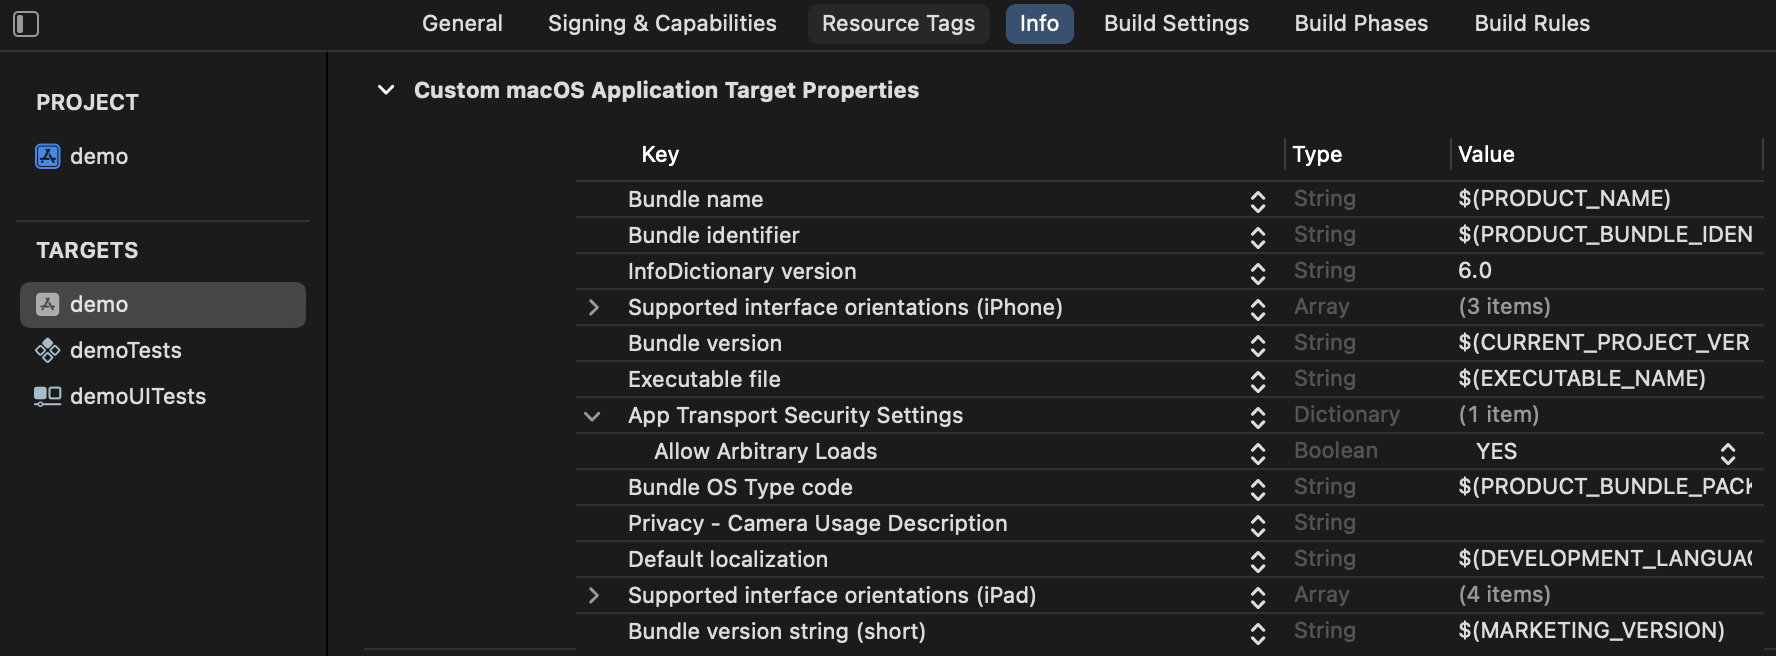 General Signing & Capabilities Resource Tags Info Build Settings Build Phases Build Rules
PROJECT
demo
TARGETS
demo
demoTests
demoUITests
Custom macOS Application Target Properties
Key Type Value
Bundle name String $(PRODUCT_NAME)
Bundle identifier String $(PRODUCT_BUNDLE_IDEN
InfoDictionary version String 6.0
Supported interface orientations (iPhone) Array (3 items)
Bundle version String $(CURRENT_PROJECT_VER
Executable file String $(EXECUTABLE_NAME)
App Transport Security Settings Dictionary (1 item)
Allow Arbitrary Loads Boolean YES
Bundle OS Type code String $(PRODUCT_BUNDLE_PACK
Privacy - Camera Usage Description String
Default localization String $(DEVELOPMENT_LANGUAG
Supported interface orientations (iPad) Array (4 items)
Bundle version string (short) String $(MARKETING_VERSION)